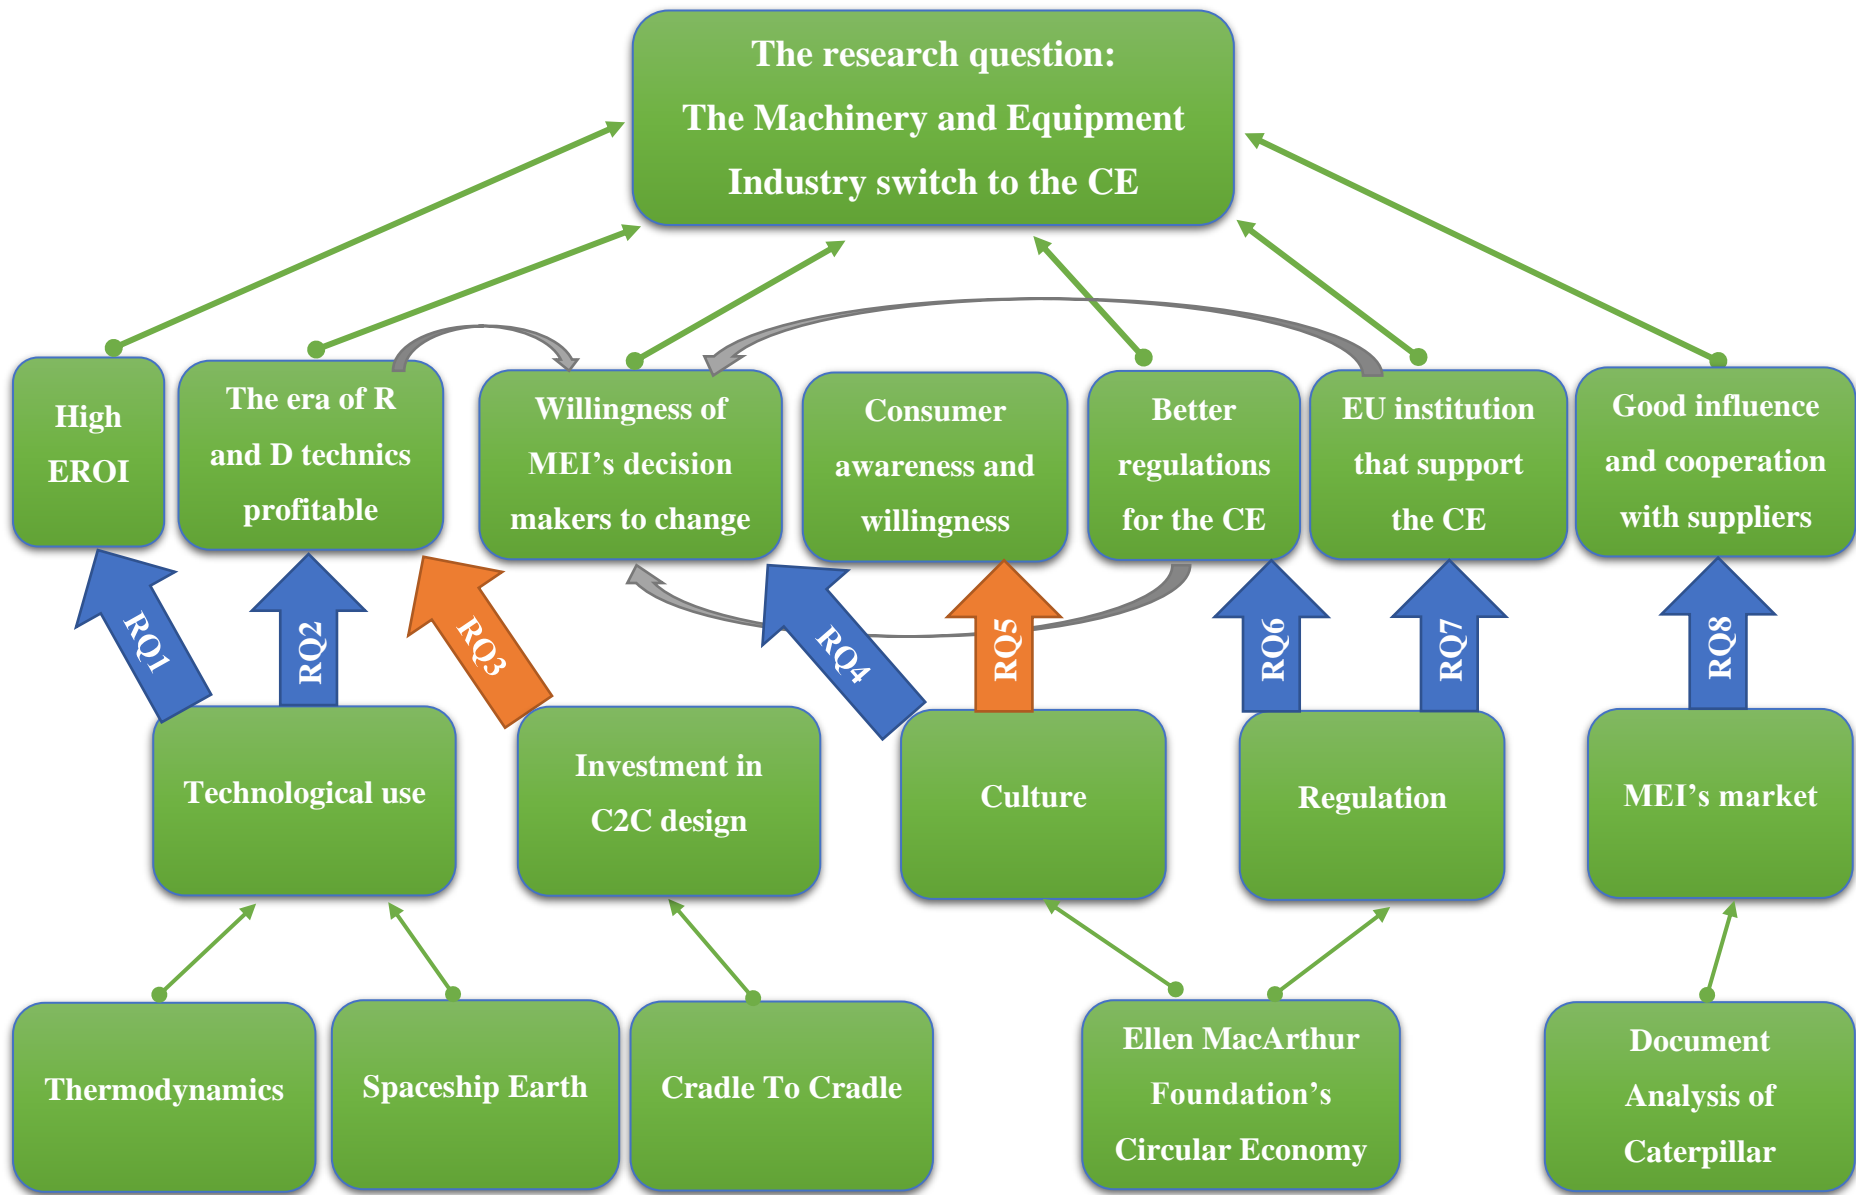 The research question:
The Machinery and Equipment
Industry switch to the CE
High
EROI
The era of R
and D technics
profitable
Willingness of
MEI’s decision
makers to change
Consumer
awareness and
willingness
Better
regulations
for the CE
EU institution
that support
the CE
Good influence
and cooperation
with suppliers
RQ1
RQ2
RQ3
RQ4
RQ5
RQ6
RQ7
RQ8
Technological use
Investment in
C2C design
Culture
Regulation
MEI’s market
Thermodynamics
Spaceship Earth
Cradle To Cradle
Ellen MacArthur
Foundation’s
Circular Economy
Document
Analysis of
Caterpillar